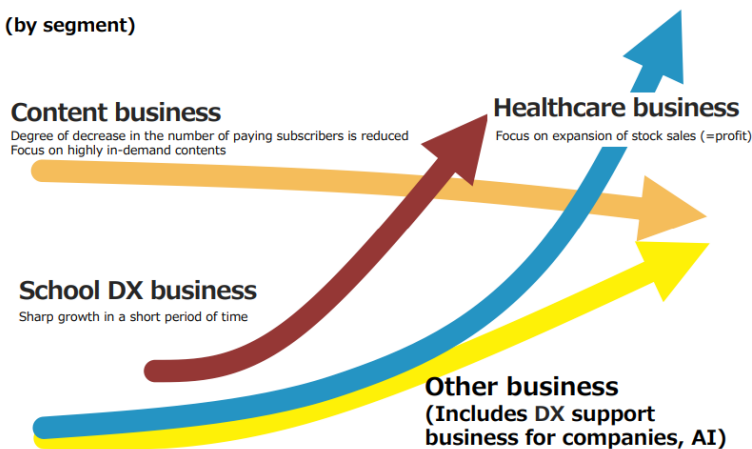 (by segment)
Content business
Degree of decrease in the number of paying subscribers is reduced
Focus on highly in-demand contents
Healthcare business
Focus on expansion of stock sales (=profit)
School DX business
Sharp growth in a short period of time
Other business
(Includes DX support
business for companies, AI)